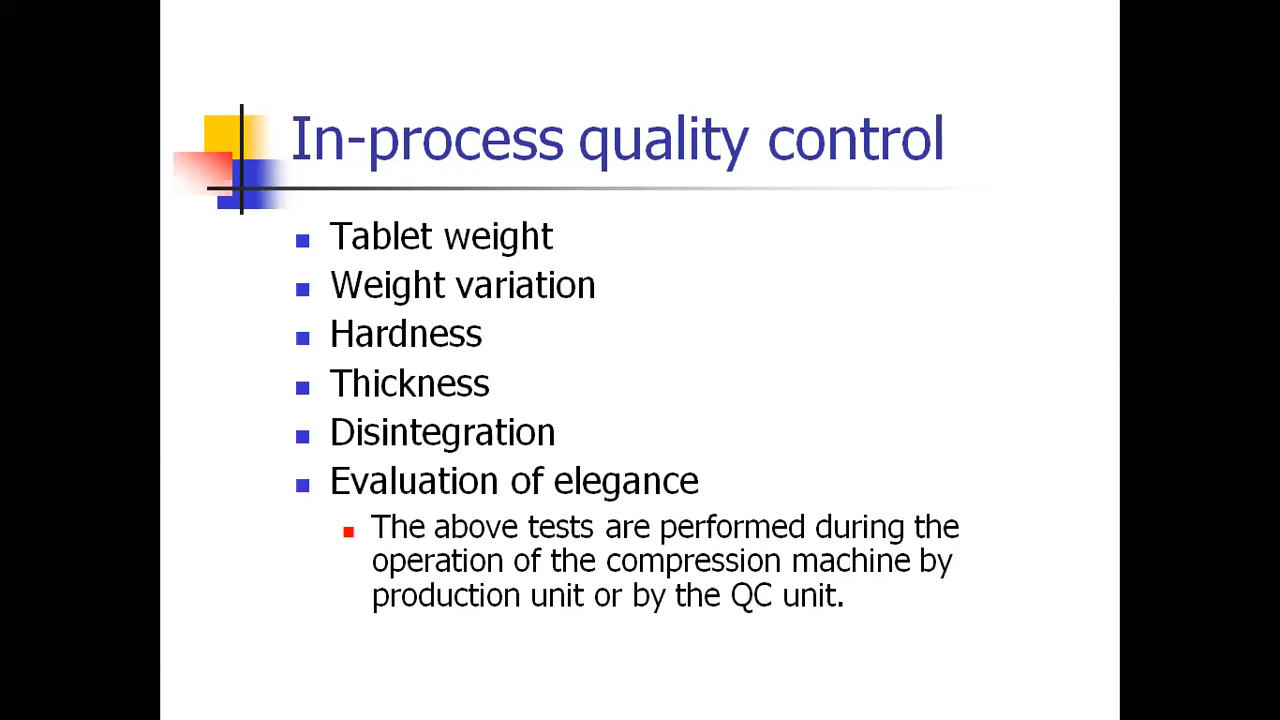 In-process quality control
Tablet weight
Weight variation
Hardness
Thickness
Disintegration
Evaluation of elegance
The above tests are performed during the
operation of the compression machine by
production unit or by the QC unit.